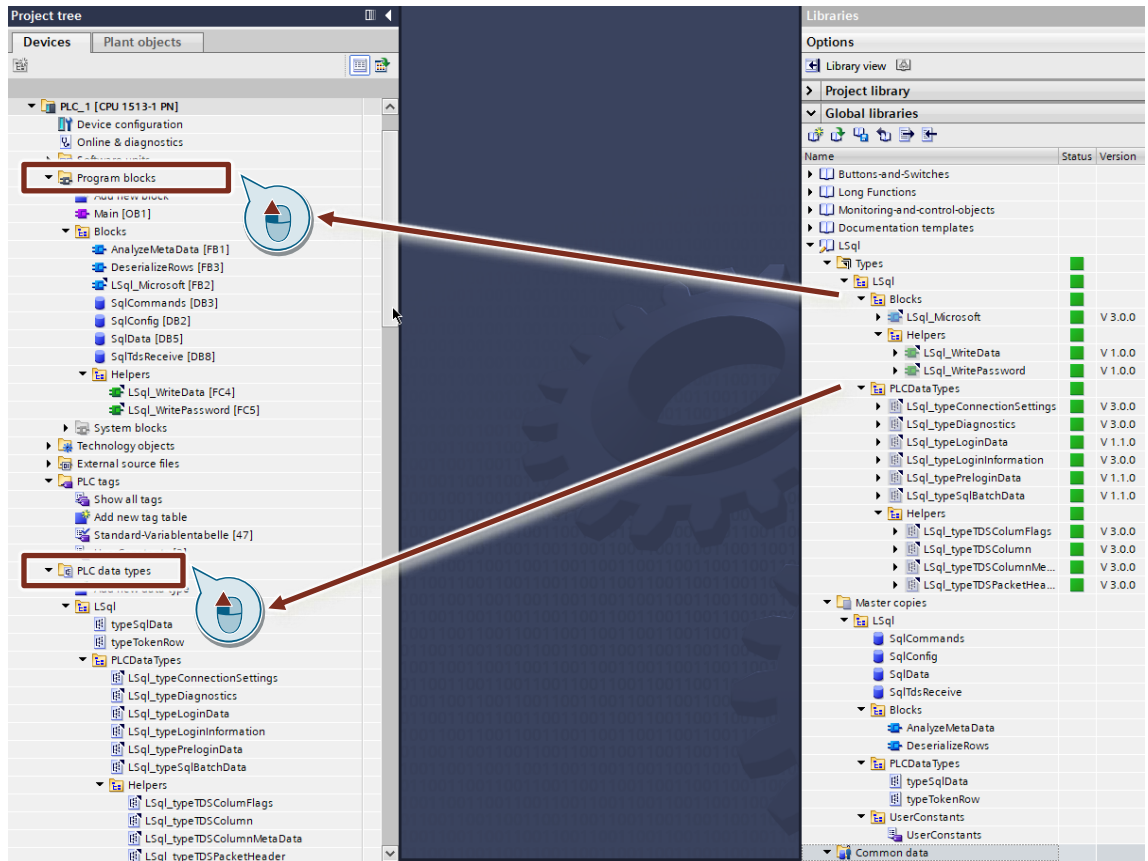 Project tree
Devices
Plant objects
PLC_1 [CPU 1513-1 PN]
Device configuration
Online & diagnostics
Program blocks
Main [OB1]
Blocks
AnalyzeMetaData [FB1]
DeserializeRows [FB3]
LSql_Microsoft [FB2]
SqlCommands [DB3]
SqlConfig [DB2]
SqlData [DB5]
SqlTdsReceive [DB8]
Helpers
LSql_WriteData [FC4]
LSql_WritePassword [FC5]
System blocks
Technology objects
External source files
PLC tags
Show all tags
Add new tag table
Standard-Variablentabelle [47]
PLC data types
LSql
typeSqlData
typeTokenRow
PLCDataTypes
LSql_typeConnectionSettings
LSql_typeDiagnostics
LSql_typeLoginData
LSql_typeLoginInformation
LSql_typePreloginData
LSql_typeSqlBatchData
Helpers
LSql_typeTDSColumFlags
LSql_typeTDSColumn
LSql_typeTDSColumnMetaData
LSql_typeTDSPacketHeader
Libraries
Options
Library view
Project library
Global libraries
Name Status Version
Buttons-and-Switches
Long Functions
Monitoring-and-control-objects
Documentation templates
LSql
Types
LSql
Blocks
LSql_Microsoft V 3.0.0
Helpers
LSql_WriteData V 1.0.0
LSql_WritePassword V 1.0.0
PLCDataTypes
LSql_typeConnectionSettings V 3.0.0
LSql_typeDiagnostics V 3.0.0
LSql_typeLoginData V 1.1.0
LSql_typeLoginInformation V 3.0.0
LSql_typePreloginData V 1.1.0
LSql_typeSqlBatchData V 1.1.0
Helpers
LSql_typeTDSColumFlags V 3.0.0
LSql_typeTDSColumn V 3.0.0
LSql_typeTDSColumnMe... V 3.0.0
LSql_typeTDSPacketHea... V 3.0.0
Master copies
LSql
SqlCommands
SqlConfig
SqlData
SqlTdsReceive
Blocks
AnalyzeMetaData
DeserializeRows
PLCDataTypes
typeSqlData
typeTokenRow
UserConstants
UserConstants
Common data